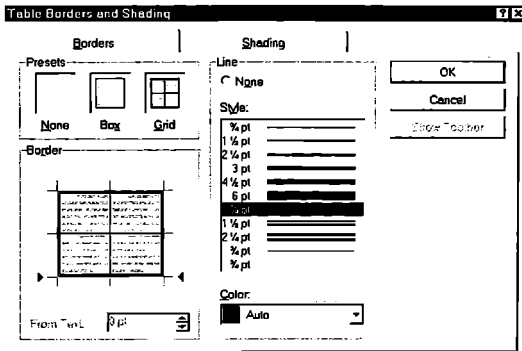 Table Borders and Shading
Borders
Shading
Presets
None
Box
Grid
Border
From Text:
0 pt
Line
None
Style:
¾ pt
1 ½ pt
2 ¼ pt
3 pt
4 ½ pt
6 pt
¾ pt
1 ½ pt
2 ¼ pt
¾ pt
¾ pt
Color:
Auto
OK
Cancel
Show Toolbar